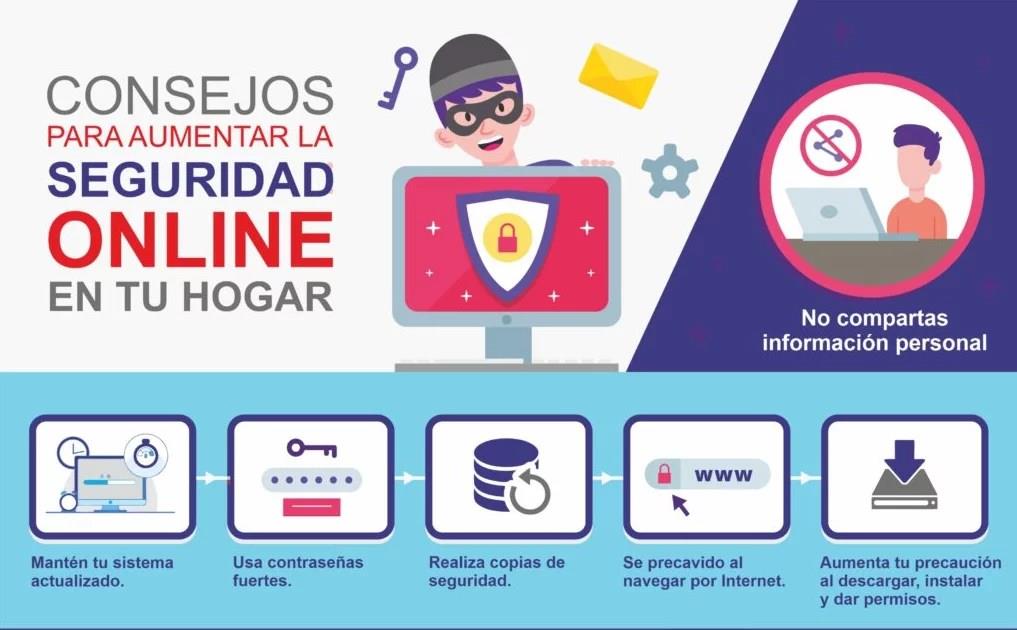 CONSEJOS
PARA AUMENTAR LA
SEGURIDAD
ONLINE
EN TU HOGAR
No compartas
información personal
www
Mantén tu sistema
actualizado.
Usa contraseñas
fuertes.
Realiza copias de
seguridad.
Se precavido al
navegar por Internet.
Aumenta tu precaución
al descargar, instalar
y dar permisos.